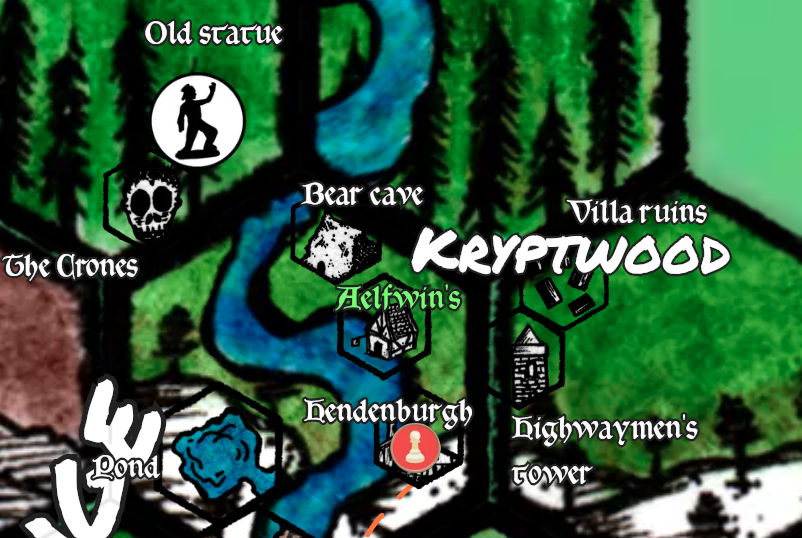 Old statue
Bear cave
Villa ruins
KRYPTWOOD
The Crones
Aelfwin's
Hendenburgh
Highwaymen's
tower
Pond